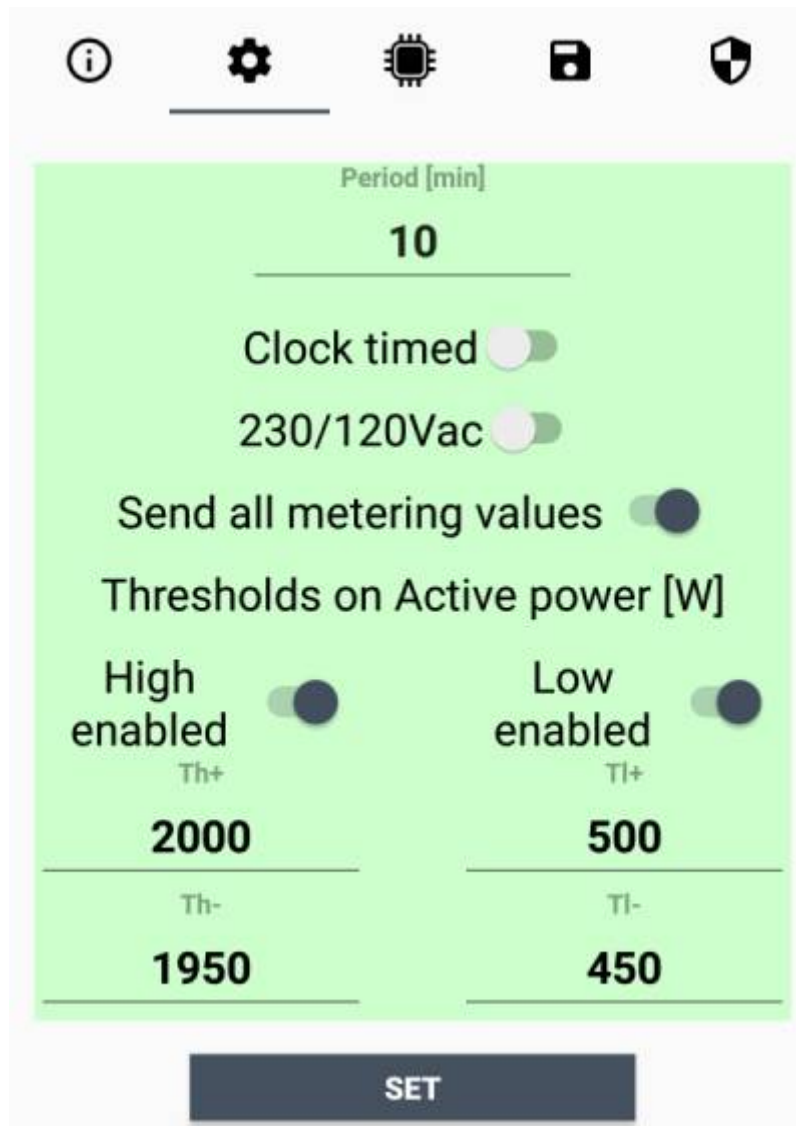 Period [min]
10
Clock timed
230/120Vac
Send all metering values
Thresholds on Active power [W]
High
enabled
Low
enabled
Th+
Tl+
2000
500
Th-
Tl-
1950
450
SET